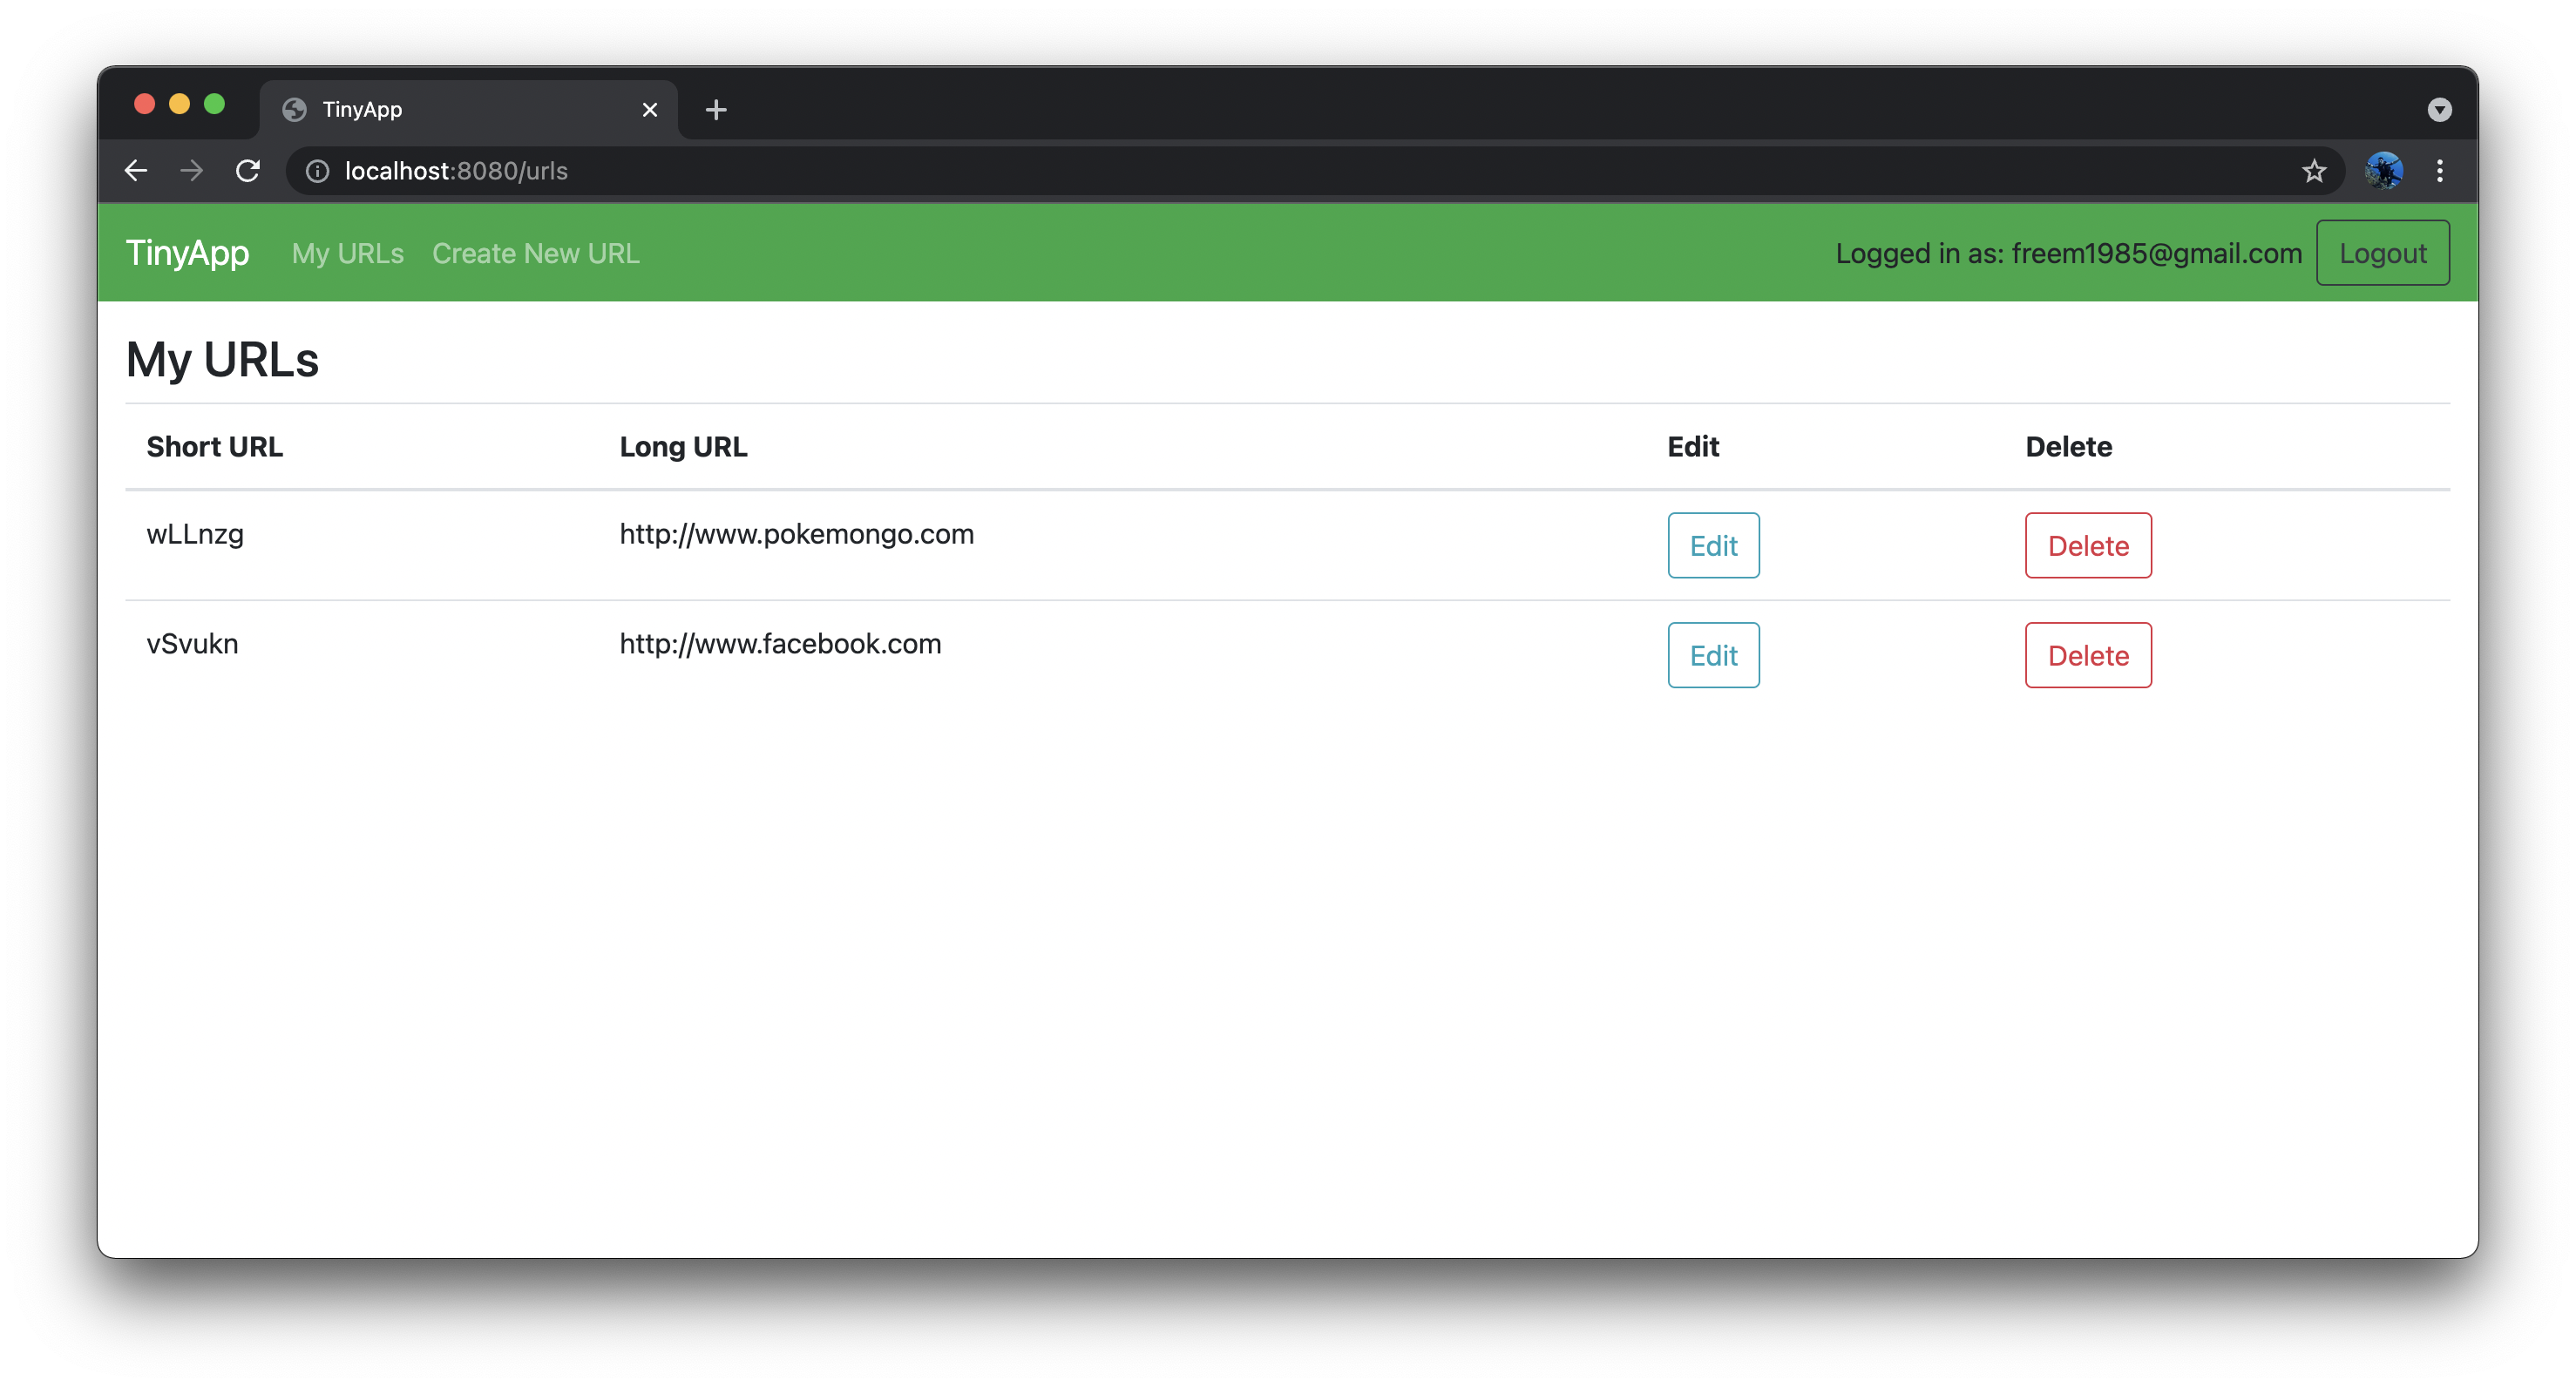 TinyApp
localhost:8080/urls
TinyApp My URLs Create New URL Logged in as: freem1985@gmail.com Logout
My URLs
Short URL Long URL Edit Delete
wLLnzg http://www.pokemongo.com Edit Delete
vSvukn http://www.facebook.com Edit Delete